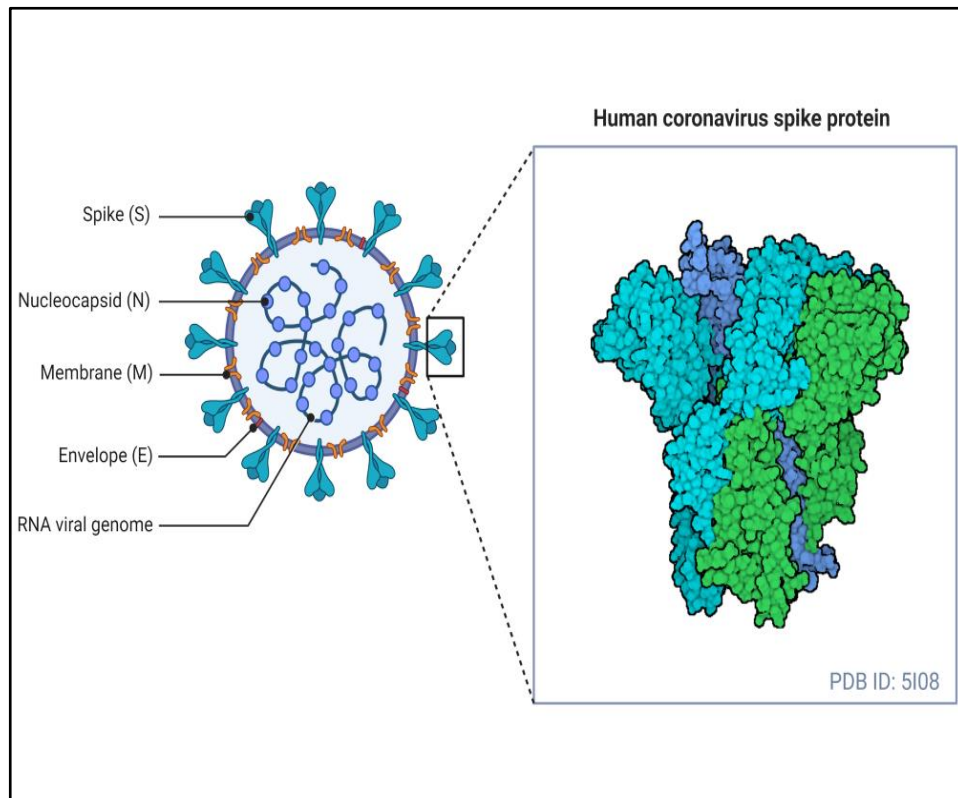 Human coronavirus spike protein
Spike (S)
Nucleocapsid (N)
Membrane (M)
Envelope (E)
RNA viral genome
PDB ID: 5I08